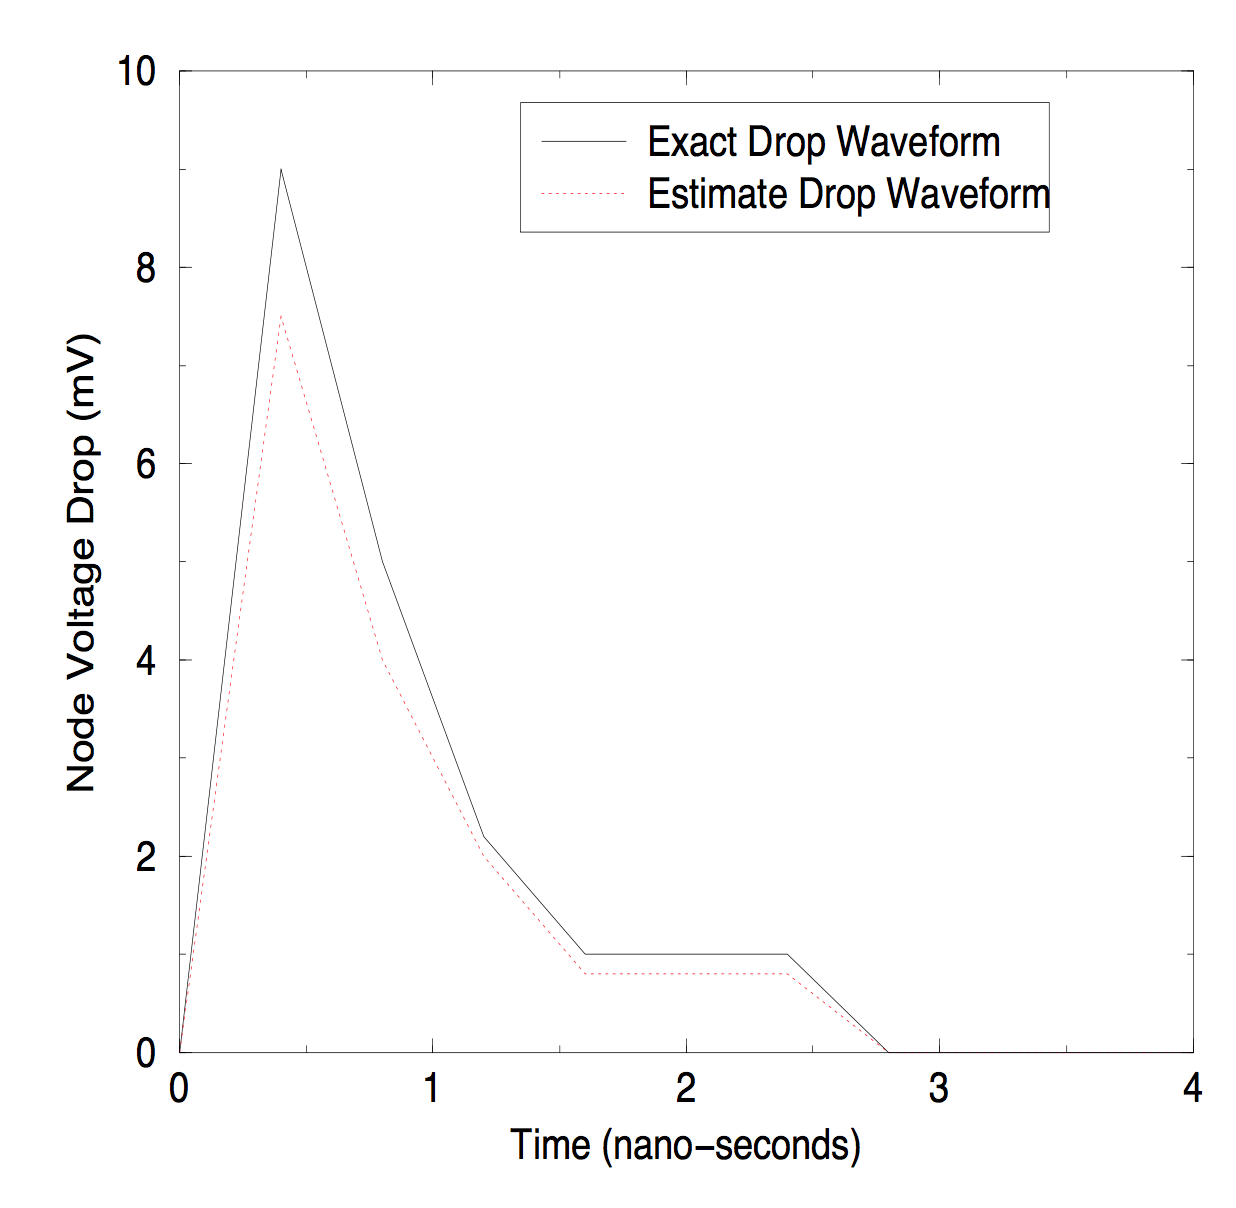 10
8
6
4
2
0
Node Voltage Drop (mV)
Exact Drop Waveform
Estimate Drop Waveform
0 1 2 3 4
Time (nano−seconds)